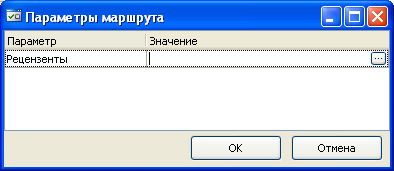 Параметры маршрута
Параметр Значение
Рецензенты ...
OK Отмена